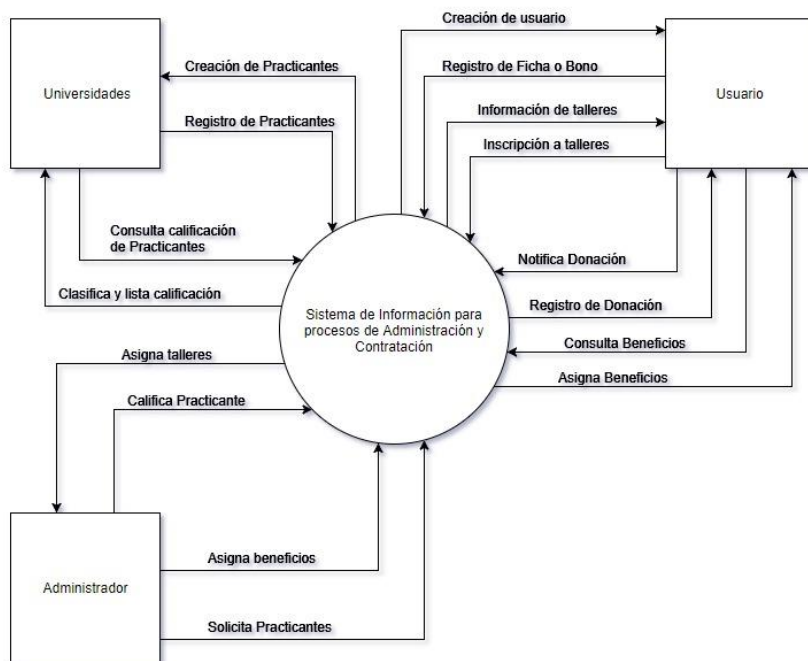 Creación de usuario
Creación de Practicantes
Registro de Ficha o Bono
Universidades
Usuario
Registro de Practicantes
Información de talleres
Inscripción a talleres
Consulta calificación
de Practicantes
Notifica Donación
Clasifica y lista calificación
Registro de Donación
Sistema de Información para
procesos de Administración y
Contratación
Consulta Beneficios
Asigna talleres
Asigna Beneficios
Califica Practicante
Asigna beneficios
Administrador
Solicita Practicantes